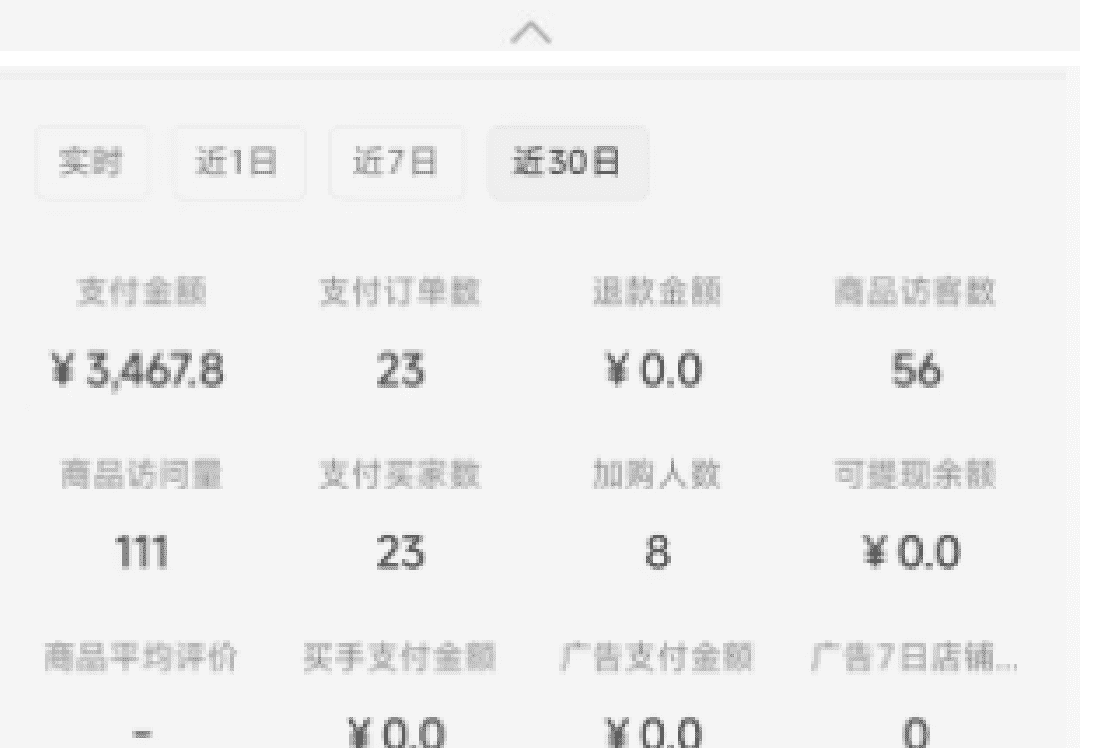 实时 近1日 近7日 近30日
支付金额 支付订单数 退款金额 商品访客数
¥ 3,467.8 23 ¥ 0.0 56
商品访问量 支付买家数 加购人数 可提现余额
111 23 8 ¥ 0.0
商品平均评价 买手支付金额 广告支付金额 广告7日店铺...
- ¥ 0.0 ¥ 0.0 0